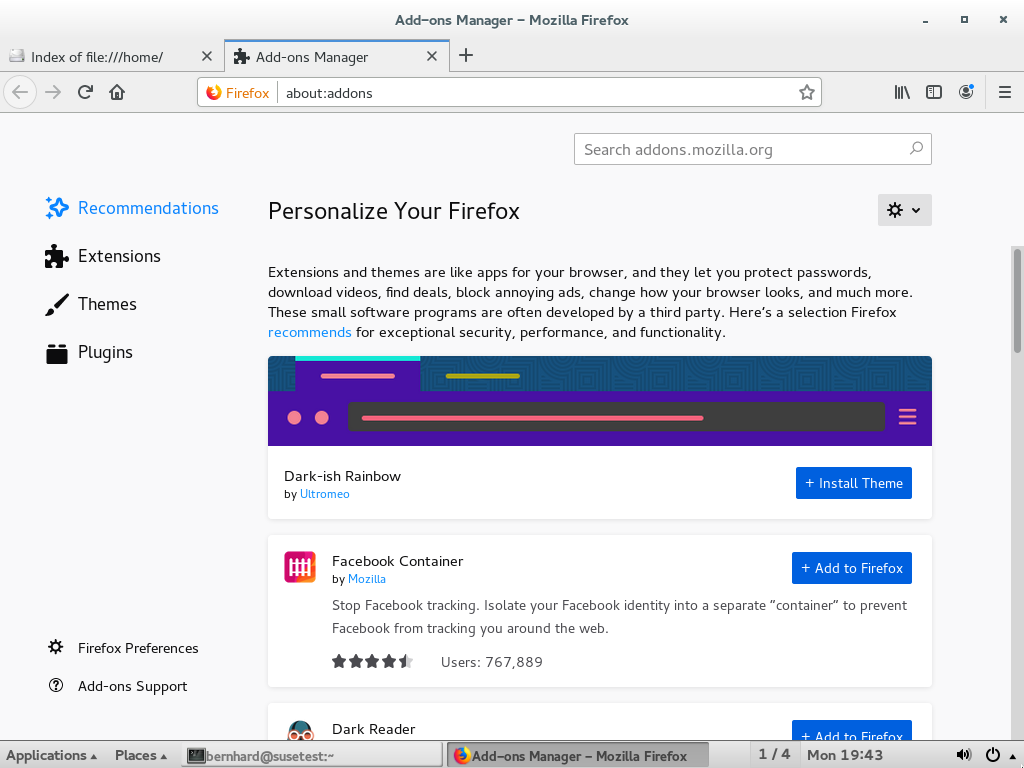 Add-ons Manager - Mozilla Firefox
Index of file:///home/
Add-ons Manager
Firefox
about:addons
Search addons.mozilla.org
Recommendations
Extensions
Themes
Plugins
Personalize Your Firefox
Extensions and themes are like apps for your browser, and they let you protect passwords,
download videos, find deals, block annoying ads, change how your browser looks, and much more.
These small software programs are often developed by a third party. Here's a selection Firefox
recommends for exceptional security, performance, and functionality.
Dark-ish Rainbow
by Ultromeo
+ Install Theme
Facebook Container
by Mozilla
+ Add to Firefox
Stop Facebook tracking. Isolate your Facebook identity into a separate "container" to prevent
Facebook from tracking you around the web.
Users: 767,889
Dark Reader
+ Add to Firefox
Firefox Preferences
Add-ons Support
Applications
Places
bernhard@susetest:~
Add-ons Manager - Mozilla Firefox
1 / 4
Mon 19:43